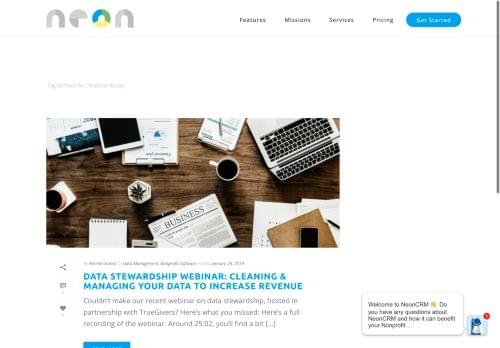 neon
Features Missions Services Pricing Get Started
Tag Archives for: "Webinar Recap"
BUSINESS
in Data Management, Nonprofit Software January 24, 2019
DATA STEWARDSHIP WEBINAR: CLEANING &
MANAGING YOUR DATA TO INCREASE REVENUE
Couldn't make our recent webinar on data stewardship, hosted in
partnership with TrueGivers? Here's what you missed: Here's a full
recording of the webinar. Around 25:02, you'll find a bit [...]
Welcome to NeonCRM 👋 Do
you have any questions about
NeonCRM and how it can benefit
your Nonprofit ...
1